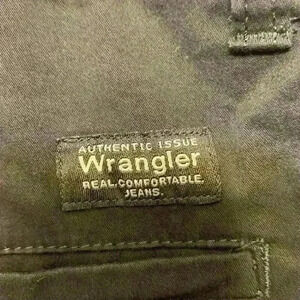 AUTHENTIC ISSUE
Wrangler
REAL.COMFORTABLE.
JEANS.